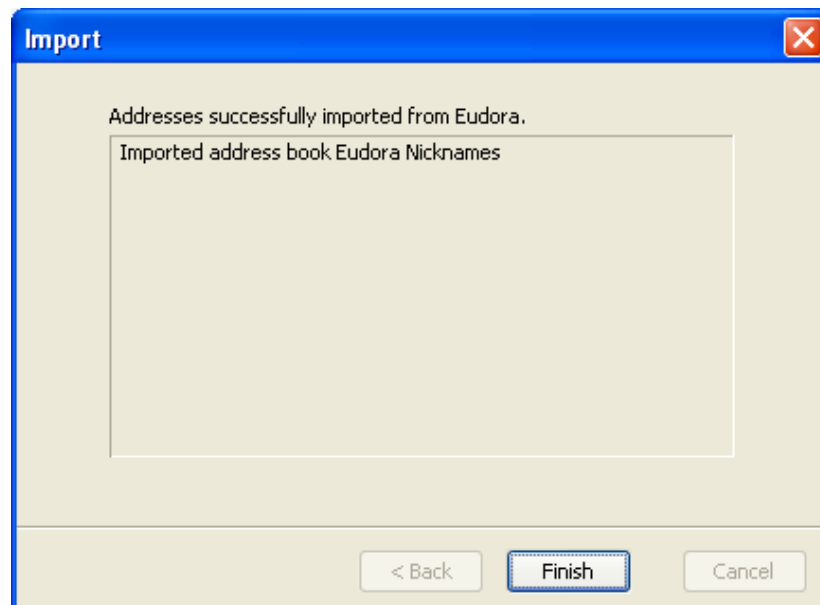 Import
Addresses successfully imported from Eudora.
Imported address book Eudora Nicknames
< Back
Finish
Cancel